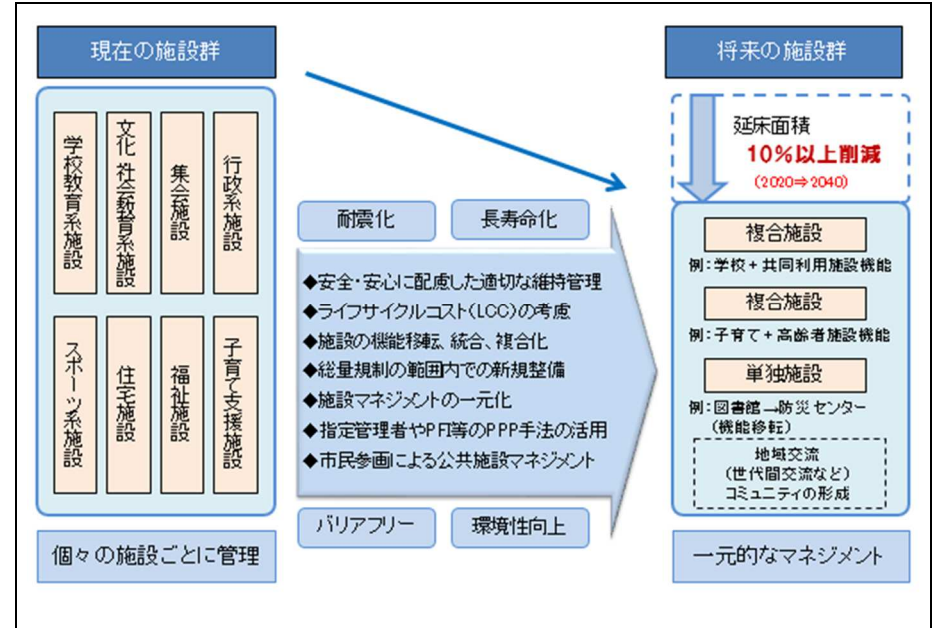 現在の施設群
学校教育系施設
文化・社会教育系施設
集会施設
行政系施設
スポーツ系施設
住宅施設
福祉施設
子育て支援施設
個々の施設ごとに管理
耐震化
長寿命化
◆安全・安心に配慮した適切な維持管理
◆ライフサイクルコスト(LCC)の考慮
◆施設の機能移転、統合、複合化
◆総量規制の範囲内での新規整備
◆施設マネジメントの一元化
◆指定管理者やPFI等のPPP手法の活用
◆市民参画による公共施設マネジメント
バリアフリー
環境性向上
将来の施設群
延床面積
10%以上削減
(2020⇒2040)
複合施設
例:学校+共同利用施設機能
複合施設
例:子育て+高齢者施設機能
単独施設
例:図書館→防災センター
(機能移転)
地域交流
(世代間交流など)
コミュニティの形成
一元的なマネジメント